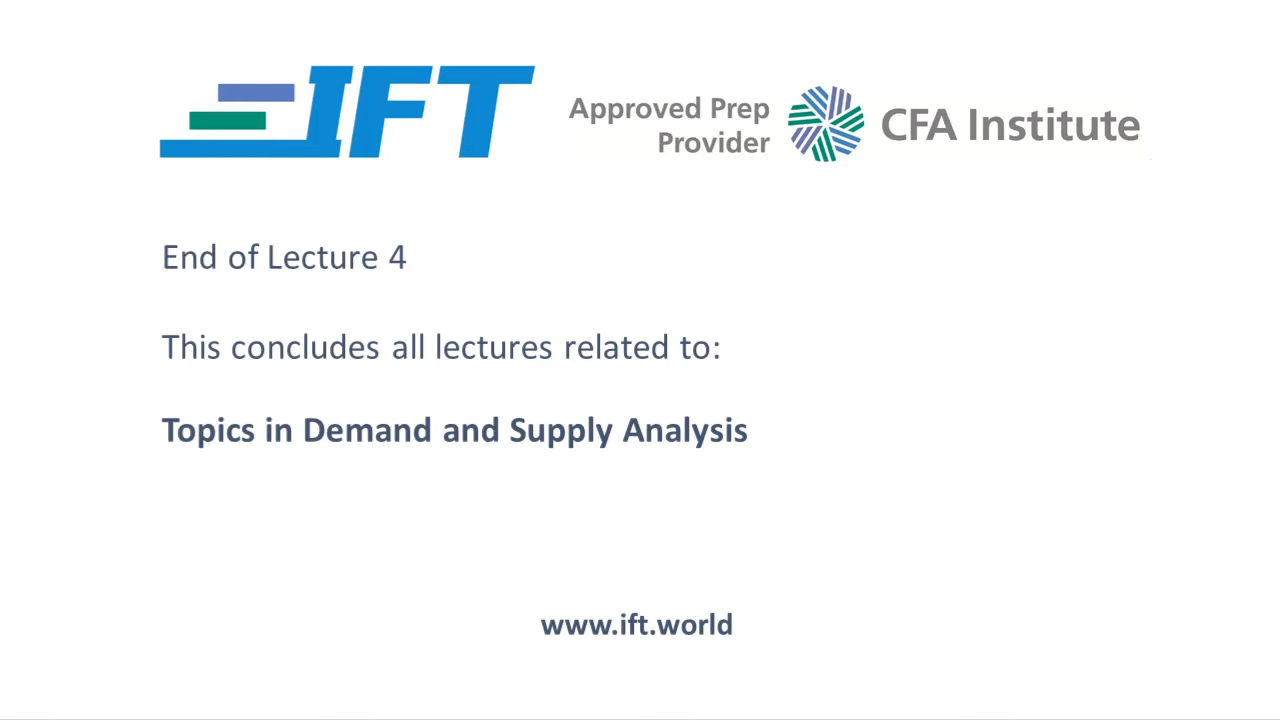 IFT
Approved Prep
Provider
CFA Institute
End of Lecture 4
This concludes all lectures related to:
Topics in Demand and Supply Analysis
www.ift.world